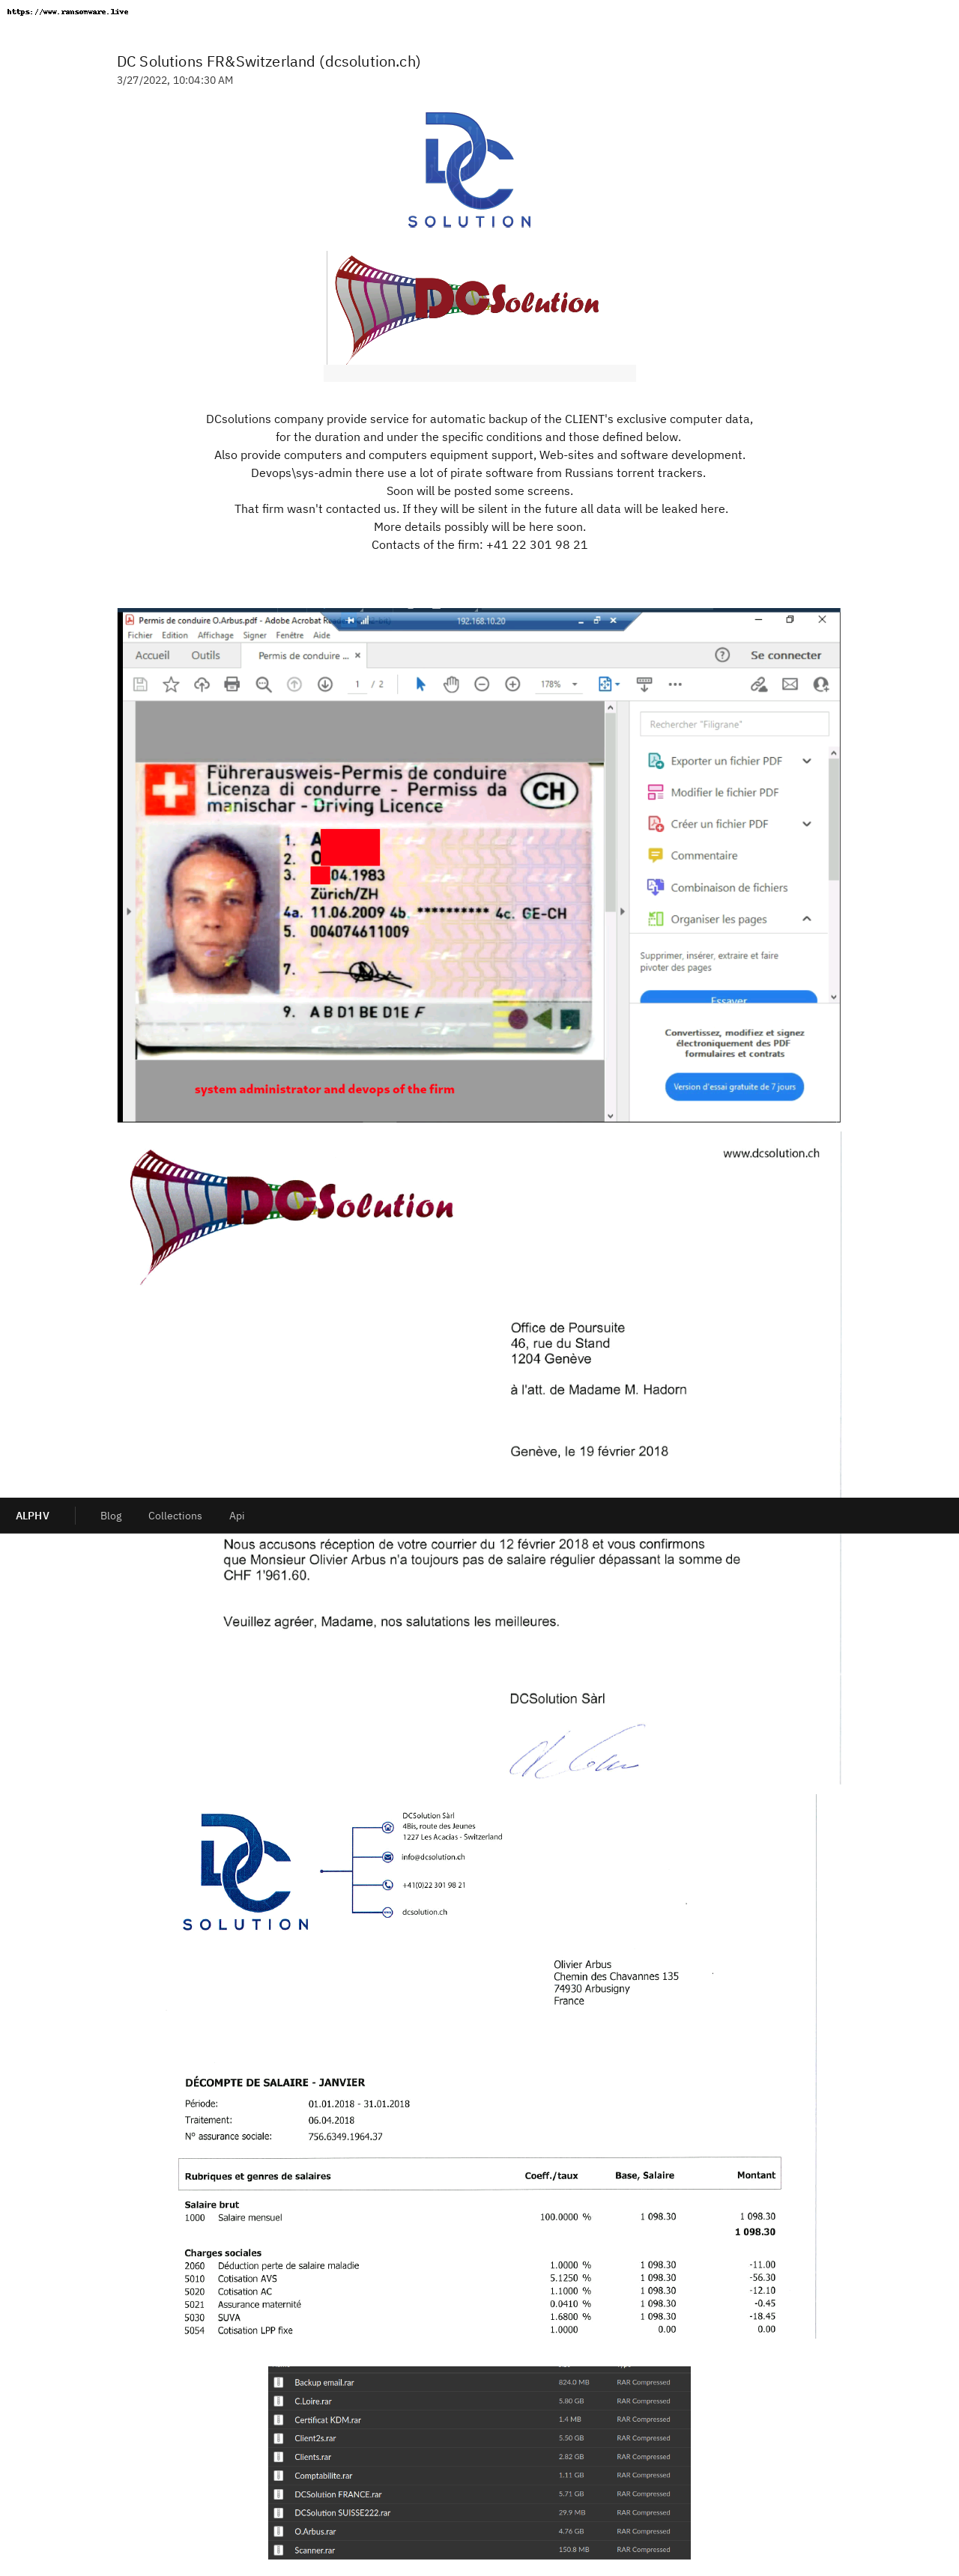 https://www.ransomware.live
DC Solutions FR&Switzerland (dcsolution.ch)
3/27/2022, 10:04:30 AM
DC
SOLUTION
DCSolution
DCsolutions company provide service for automatic backup of the CLIENT's exclusive computer data,
for the duration and under the specific conditions and those defined below.
Also provide computers and computers equipment support, Web-sites and software development.
Devops\sys-admin there use a lot of pirate software from Russians torrent trackers.
Soon will be posted some screens.
That firm wasn't contacted us. If they will be silent in the future all data will be leaked here.
More details possibly will be here soon.
Contacts of the firm: +41 22 301 98 21
Permis de conduire O.Arbus.pdf - Adobe Acrobat
192.168.10.20
Fichier Edition Affichage Signer Fenêtre Aide
Accueil Outils Permis de conduire ... × Se connecter
1 / 2 178%
Rechercher "Filigrane"
Exporter un fichier PDF
Modifier le fichier PDF
Créer un fichier PDF
Commentaire
Combinaison de fichiers
Organiser les pages
Supprimer, insérer, extraire et faire
pivoter des pages
Essayer
Convertissez, modifiez et signez
électroniquement des PDF
formulaires et contrats
Version d'essai gratuite de 7 jours
Führerausweis-Permis de conduire
Licenza di condurre - Permiss da
manischar - Driving Licence
CH
1. A
2. O
3. 04.1983
Zürich/ZH
4a. 11.06.2009 4b. ********** 4c. GE-CH
5. 004074611009
7.
9. A B D1 BE D1E F
system administrator and devops of the firm
DCSolution
www.dcsolution.ch
Office de Poursuite
46, rue du Stand
1204 Genève
à l'att. de Madame M. Hadorn
Genève, le 19 février 2018
ALPHV Blog Collections Api
Nous accusons réception de votre courrier du 12 février 2018 et vous confirmons
que Monsieur Olivier Arbus n'a toujours pas de salaire régulier dépassant la somme de
CHF 1'961.60.
Veuillez agréer, Madame, nos salutations les meilleures.
DCSolution Sàrl
DC
SOLUTION
DCSolution Sàrl
48is, route des Jeunes
1227 Les Acacias - Switzerland
info@dcsolution.ch
+41(0)22 301 98 21
dcsolution.ch
Olivier Arbus
Chemin des Chavannes 135
74930 Arbusigny
France
DÉCOMPTE DE SALAIRE - JANVIER
Période: 01.01.2018 - 31.01.2018
Traitement: 06.04.2018
N° assurance sociale: 756.6349.1964.37
Rubriques et genres de salaires Coeff./taux Base, Salaire Montant
Salaire brut
1000 Salaire mensuel 100.0000 % 1 098.30 1 098.30
1 098.30
Charges sociales
2060 Déduction perte de salaire maladie 1.0000 % 1 098.30 -11.00
5010 Cotisation AVS 5.1250 % 1 098.30 -56.30
5020 Cotisation AC 1.1000 % 1 098.30 -12.10
5021 Assurance maternité 0.0410 % 1 098.30 -0.45
5030 SUVA 1.6800 % 1 098.30 -18.45
5054 Cotisation LPP fixe 1.0000 0.00 0.00
Backup email.rar 824.0 MB RAR Compressed
C.Loire.rar 5.80 GB RAR Compressed
Certificat KDM.rar 1.4 MB RAR Compressed
Client2s.rar 5.50 GB RAR Compressed
Clients.rar 2.82 GB RAR Compressed
Comptabilite.rar 1.11 GB RAR Compressed
DCSolution FRANCE.rar 5.71 GB RAR Compressed
DCSolution SUISSE222.rar 29.9 MB RAR Compressed
O.Arbus.rar 4.76 GB RAR Compressed
Scanner.rar 150.8 MB RAR Compressed